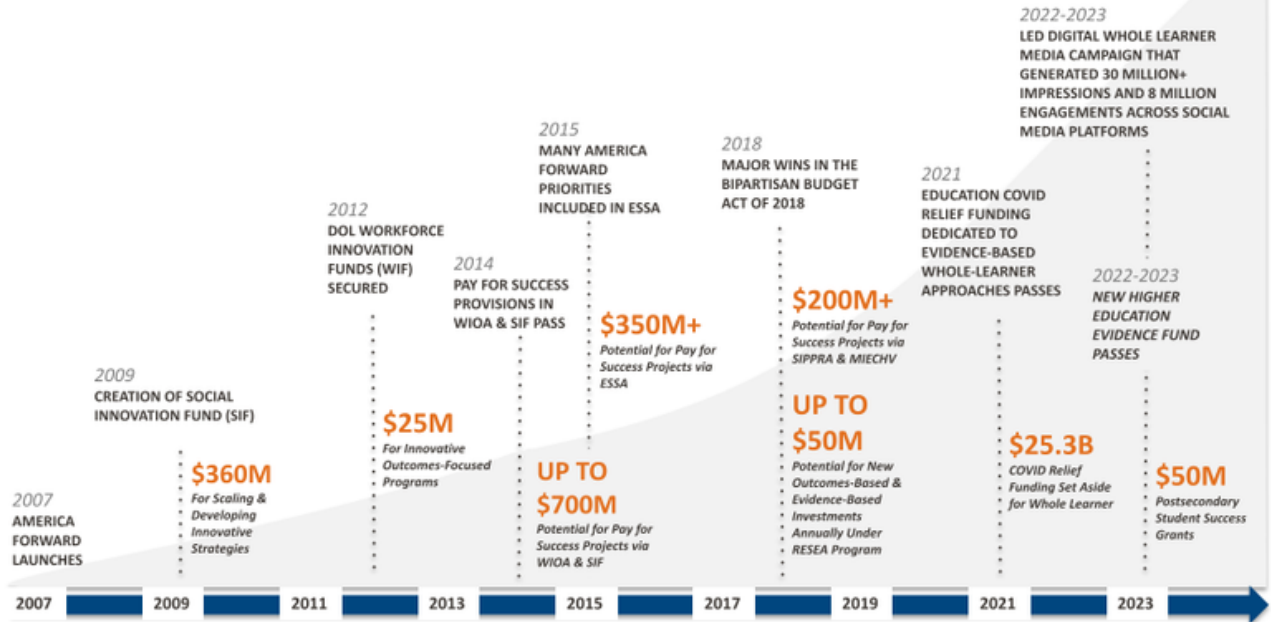 2007
AMERICA
FORWARD
LAUNCHES
2009
CREATION OF SOCIAL
INNOVATION FUND (SIF)
$360M
For Scaling &
Developing
Innovative
Strategies
2012
DOL WORKFORCE
INNOVATION
FUNDS (WIF)
SECURED
$25M
For Innovative
Outcomes-Focused
Programs
2014
PAY FOR SUCCESS
PROVISIONS IN
WIOA & SIF PASS
UP TO
$700M
Potential for Pay for
Success Projects via
WIOA & SIF
2015
MANY AMERICA
FORWARD
PRIORITIES
INCLUDED IN ESSA
$350M+
Potential for Pay for
Success Projects via
ESSA
2018
MAJOR WINS IN THE
BIPARTISAN BUDGET
ACT OF 2018
$200M+
Potential for Pay for
Success Projects via
SIPPRA & MIECHV
UP TO
$50M
Potential for New
Outcomes-Based &
Evidence-Based
Investments
Annually Under
RESEA Program
2021
EDUCATION COVID
RELIEF FUNDING
DEDICATED TO
EVIDENCE-BASED
WHOLE-LEARNER
APPROACHES PASSES
$25.3B
COVID Relief
Funding Set Aside
for Whole Learner
2022-2023
LED DIGITAL WHOLE LEARNER
MEDIA CAMPAIGN THAT
GENERATED 30 MILLION+
IMPRESSIONS AND 8 MILLION
ENGAGEMENTS ACROSS SOCIAL
MEDIA PLATFORMS
2022-2023
NEW HIGHER
EDUCATION
EVIDENCE FUND
PASSES
$50M
Postsecondary
Student Success
Grants
2007 2009 2011 2013 2015 2017 2019 2021 2023